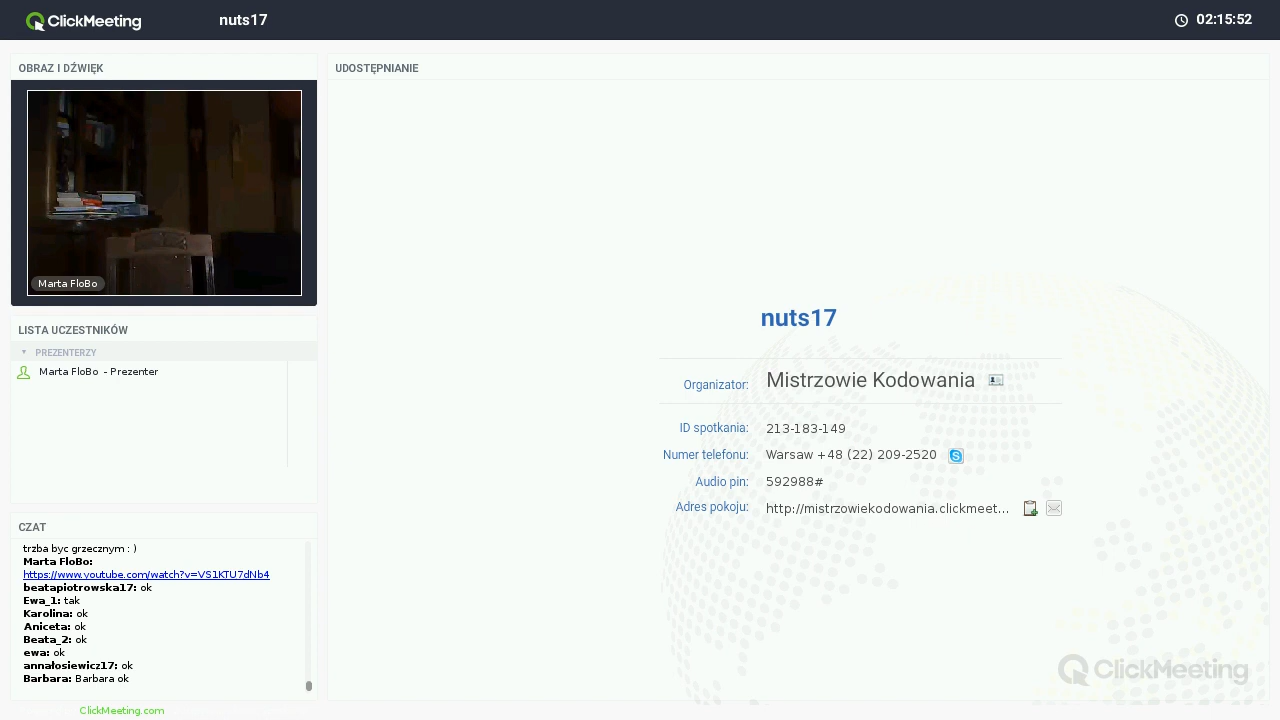 ClickMeeting
nuts17
02:15:52
OBRAZ I DŹWIĘK
Marta FloBo
LISTA UCZESTNIKÓW
PREZENTERZY
Marta FloBo - Prezenter
CZAT
trzba byc grzecznym : )
Marta FloBo:
https://www.youtube.com/watch?v=VS1KTU7dNb4
beatapiotrowska17: ok
Ewa_1: tak
Karolina: ok
Aniceta: ok
Beata_2: ok
ewa: ok
annałosiewicz17: ok
Barbara: Barbara ok
ClickMeeting.com
UDOSTĘPNIANIE
nuts17
Organizator: Mistrzowie Kodowania
ID spotkania: 213-183-149
Numer telefonu: Warsaw +48 (22) 209-2520
Audio pin: 592988#
Adres pokoju: http://mistrzowiekodowania.clickmeet...
ClickMeeting